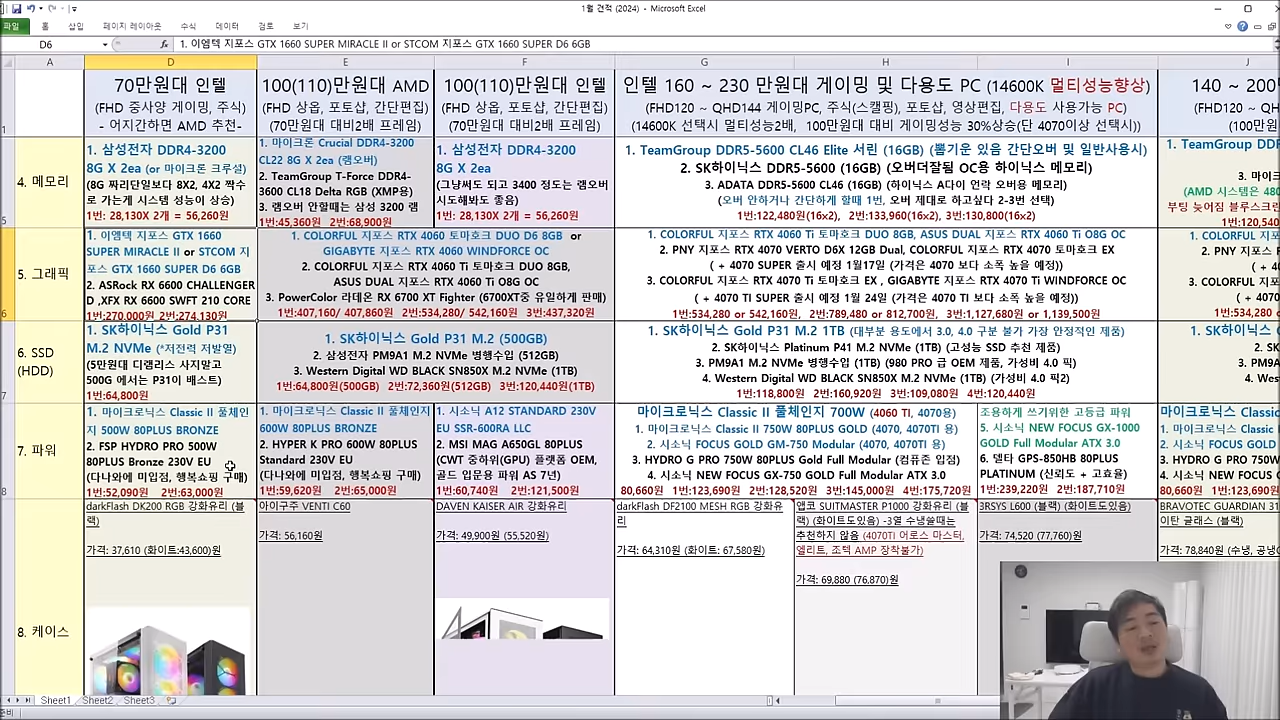 1월 견적 (2024) - Microsoft Excel
파일 홈 삽입 페이지 레이아웃 수식 데이터 검토 보기
D6 fx 1. 이엠텍 지포스 GTX 1660 SUPER MIRACLE II or STCOM 지포스 GTX 1660 SUPER D6 6GB
A D E F G H I J
1
70만원대 인텔
(FHD 중사양 게이밍, 주식)
- 어지간하면 AMD 추천-
100(110)만원대 AMD
(FHD 상옵, 포토샵, 간단편집)
(70만원대 대비2배 프레임)
100(110)만원대 인텔
(FHD 상옵, 포토샵, 간단편집)
(70만원대 대비2배 프레임)
인텔 160 ~ 230 만원대 게이밍 및 다용도 PC (14600K 멀티성능향상)
(FHD120 ~ QHD144 게이밍PC, 주식(스캘핑), 포토샵, 영상편집, 다용도 사용가능 PC)
(14600K 선택시 멀티성능2배, 100만원대 대비 게이밍성능 30%상승(단 4070이상 선택시))
140 ~ 200
(FHD120 ~ QH
(100만원
5
4. 메모리
1. 삼성전자 DDR4-3200
8G X 2ea (or 마이크론 크루셜)
(8G 짜리단일보다 8X2, 4X2 짝수
로 가는게 시스템 성능이 상승)
1번: 28,130X 2개 = 56,260원
1. 마이크론 Crucial DDR4-3200
CL22 8G X 2ea (램오버)
2. TeamGroup T-Force DDR4-
3600 CL18 Delta RGB (XMP용)
3. 램오버 안할때는 삼성 3200 램
1번:45,360원 2번:68,900원
1. 삼성전자 DDR4-3200
8G X 2ea
(그냥써도 되고 3400 정도는 램오버
시도해봐도 좋음)
1번: 28,130X 2개 = 56,260원
1. TeamGroup DDR5-5600 CL46 Elite 서린 (16GB) (뽑기운 있음 간단오버 및 일반사용시)
2. SK하이닉스 DDR5-5600 (16GB) (오버더잘됨 OC용 하이닉스 메모리)
3. ADATA DDR5-5600 CL46 (16GB) (하이닉스 A다이 언락 오버용 메모리)
(오버 안하거나 간단하게 할때 1번, 오버 제대로 하고싶다 2-3번 선택)
1번:122,480원(16x2), 2번:133,960(16x2), 3번:130,800(16x2)
1. TeamGroup DD
3. 마이크
(AMD 시스템은 480
부팅 늦어짐 블루스크린
1번:120,540
6
5. 그래픽
1. 이엠텍 지포스 GTX 1660
SUPER MIRACLE II or STCOM 지
포스 GTX 1660 SUPER D6 6GB
2. ASRock RX 6600 CHALLENGER
D ,XFX RX 6600 SWFT 210 CORE
1번:270,000원 2번:274,130원
1. COLORFUL 지포스 RTX 4060 토마호크 DUO D6 8GB or
GIGABYTE 지포스 RTX 4060 WINDFORCE OC
2. COLORFUL 지포스 RTX 4060 Ti 토마호크 DUO 8GB,
ASUS DUAL 지포스 RTX 4060 Ti O8G OC
3. PowerColor 라데온 RX 6700 XT Fighter (6700XT중 유일하게 판매)
1번:407,160/ 407,860원 2번:534,280/ 542,160원 3번:437,320원
1. COLORFUL 지포스 RTX 4060 Ti 토마호크 DUO 8GB, ASUS DUAL 지포스 RTX 4060 Ti O8G OC
2. PNY 지포스 RTX 4070 VERTO D6X 12GB Dual, COLORFUL 지포스 RTX 4070 토마호크 EX
( + 4070 SUPER 출시 예정 1월17일 (가격은 4070 보다 소폭 높을 예정))
3. COLORFUL 지포스 RTX 4070 Ti 토마호크 EX , GIGABYTE 지포스 RTX 4070 Ti WINDFORCE OC
( + 4070 TI SUPER 출시 예정 1월 24일 (가격은 4070 TI 보다 소폭 높을 예정))
1번:534,280 or 542,160원, 2번:789,480 or 812,700원, 3번:1,127,680원 or 1,139,500원
1. COLORFUL 지포스
2. PNY 지포스 R
( + 4070
3. COLORFUL 지포스
( + 4070 T
1번:534,280 or
7
6. SSD
(HDD)
1. SK하이닉스 Gold P31
M.2 NVMe (*저전력 저발열)
(5만원대 디램리스 사지말고
500G 에서는 P31이 베스트)
1번:64,800원
1. SK하이닉스 Gold P31 M.2 (500GB)
2. 삼성전자 PM9A1 M.2 NVMe 병행수입 (512GB)
3. Western Digital WD BLACK SN850X M.2 NVMe (1TB)
1번:64,800원(500GB) 2번:72,360원(512GB) 3번:120,440원(1TB)
1. SK하이닉스 Gold P31 M.2 1TB (대부분 용도에서 3.0, 4.0 구분 불가 가장 안정적인 제품)
2. SK하이닉스 Platinum P41 M.2 NVMe (1TB) (고성능 SSD 추천 제품)
3. PM9A1 M.2 NVMe 병행수입 (1TB) (980 PRO 급 OEM 제품, 가성비 4.0 픽)
4. Western Digital WD BLACK SN850X M.2 NVMe (1TB) (가성비 4.0 픽2)
1번:118,800원 2번:160,920원 3번:109,080원 4번:120,440원
1. SK하이닉스
2. SK
3. PM9A1
4. Weste
1번:
8
7. 파워
1. 마이크로닉스 Classic II 풀체인
지 500W 80PLUS BRONZE
2. FSP HYDRO PRO 500W
80PLUS Bronze 230V EU
(다나와에 미입점, 행복쇼핑 구매)
1번:52,090원 2번:63,000원
1. 마이크로닉스 Classic II 풀체인지
600W 80PLUS BRONZE
2. HYPER K PRO 600W 80PLUS
Standard 230V EU
(다나와에 미입점, 행복쇼핑 구매)
1번:59,620원 2번:65,000원
1. 시소닉 A12 STANDARD 230V
EU SSR-600RA LLC
2. MSI MAG A650GL 80PLUS
(CWT 중하위(GPU) 플랫폼 OEM,
골드 입문용 파워 AS 7년)
1번:60,740원 2번:121,500원
마이크로닉스 Classic II 풀체인지 700W (4060 TI, 4070용)
1. 마이크로닉스 Classic II 750W 80PLUS GOLD (4070, 4070TI 용)
2. 시소닉 FOCUS GOLD GM-750 Modular (4070, 4070TI 용)
3. HYDRO G PRO 750W 80Plus Gold Full Modular (컴퓨존 입점)
4. 시소닉 NEW FOCUS GX-750 GOLD Full Modular ATX 3.0
80,660원 1번:123,690원 2번:128,520원 3번:145,000원 4번:175,720원
조용하게 쓰기위한 고등급 파워
5. 시소닉 NEW FOCUS GX-1000
GOLD Full Modular ATX 3.0
6. 델타 GPS-850HB 80PLUS
PLATINUM (신뢰도 + 고효율)
1번:239,220원 2번:187,710원
마이크로닉스 Class
1. 마이크로닉스 Classi
2. 시소닉 FOCUS
3. HYDRO G PRO 75
4. 시소닉 NEW FO
80,660원 1번:123,690
8. 케이스
darkFlash DK200 RGB 강화유리 (블
랙)
가격: 37,610 (화이트:43,600)원
아이구주 VENTI C60
가격: 56,160원
DAVEN KAISER AIR 강화유리
가격: 49,900원 (55,520원)
darkFlash DF2100 MESH RGB 강화유
리
가격: 64,310원 (화이트: 67,580원)
앱코 SUITMASTER P1000 강화유리 (블
랙) (화이트도있음) -3열 수냉쓸때는
추천하지 않음 (4070TI 어로스 마스터,
엘리트, 조텍 AMP 장착불가)
가격: 69,880 (76,870)원
3RSYS L600 (블랙) (화이트도있음)
가격: 74,520 (77,760)원
BRAVOTEC GUARDIAN 31
이탄 글래스 (블랙)
가격: 78,840 (수냉, 공냉
Sheet1 Sheet2 Sheet3
준비